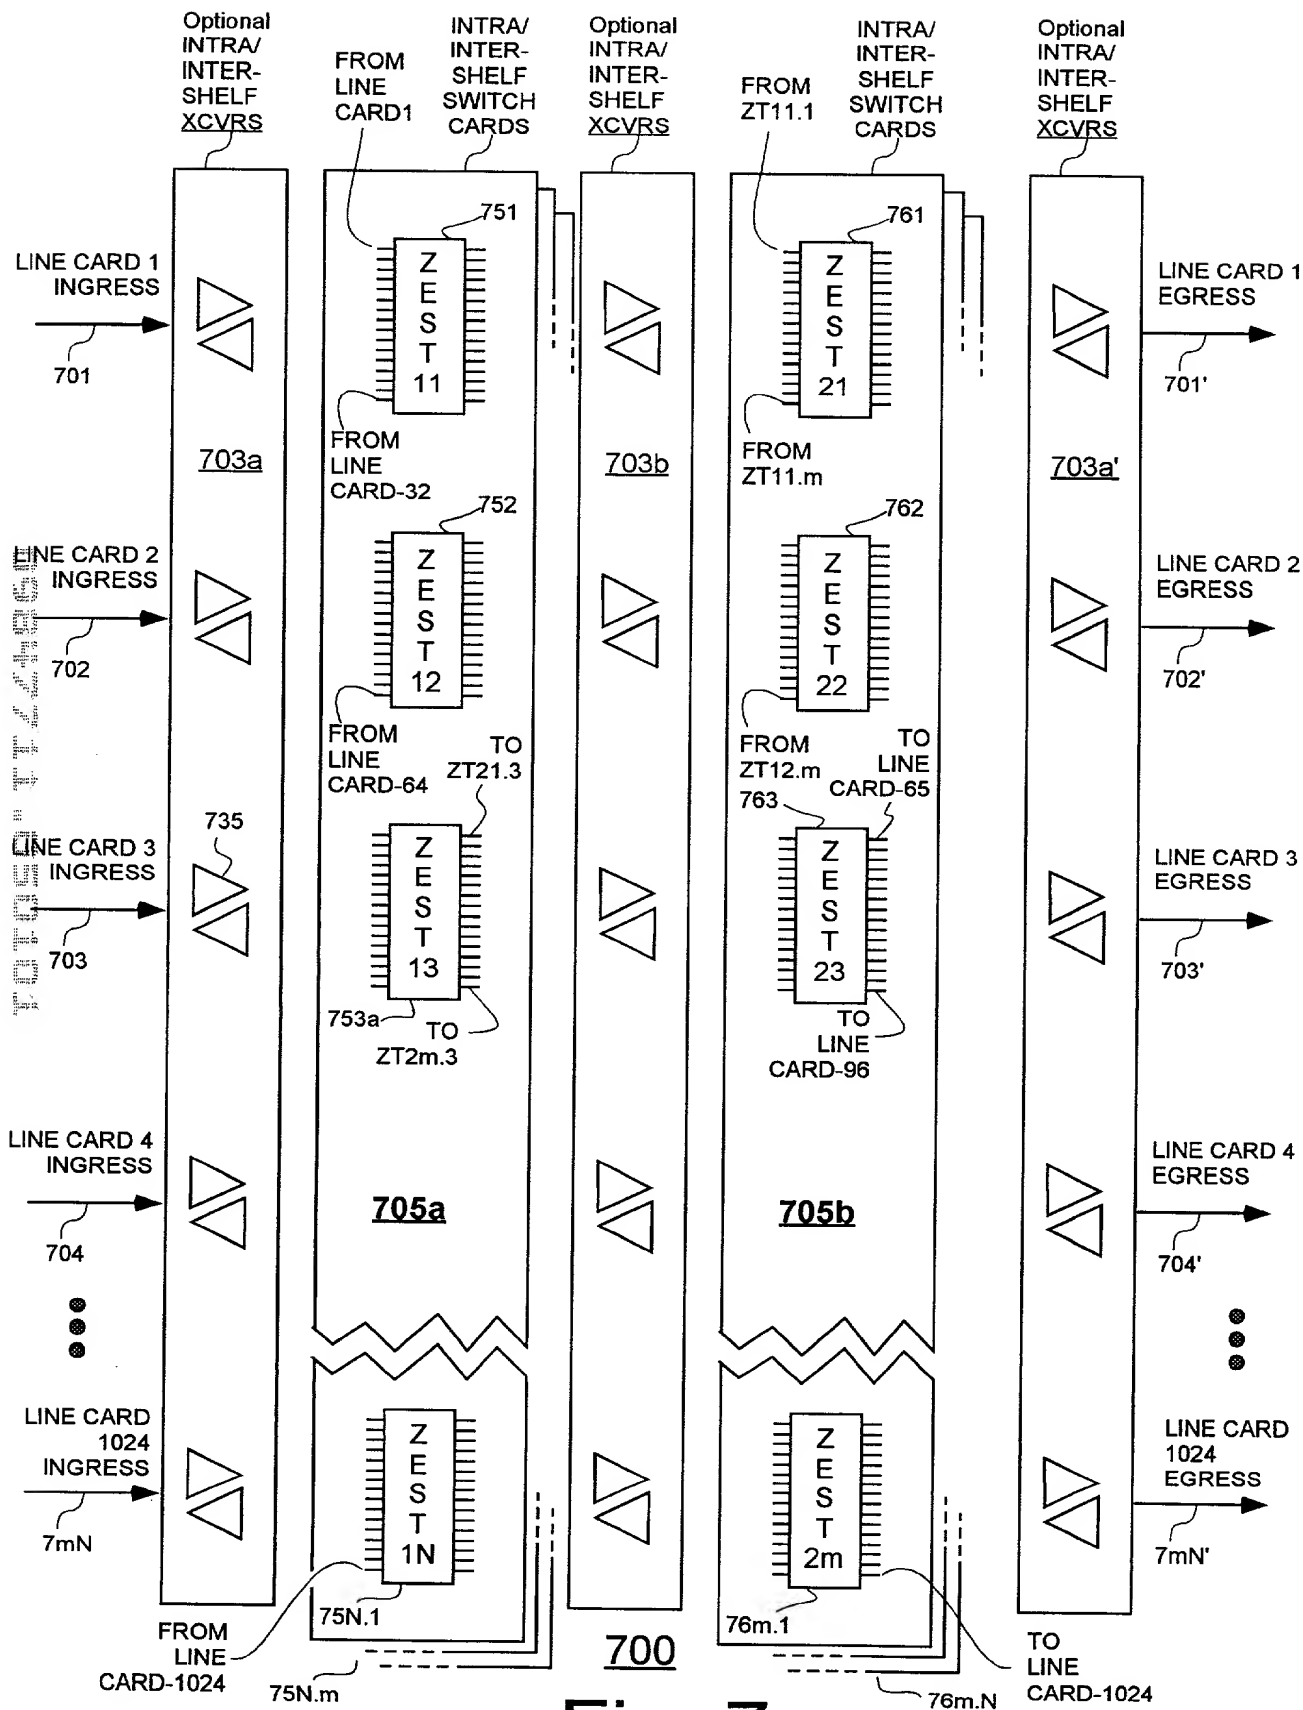 Optional
INTRA/
INTER-
SHELF
XCVRS
INTRA/
INTER-
SHELF
SWITCH
CARDS
Optional
INTRA/
INTER-
SHELF
XCVRS
INTRA/
INTER-
SHELF
SWITCH
CARDS
Optional
INTRA/
INTER-
SHELF
XCVRS
FROM
LINE
CARD1
FROM
ZT11.1
751
761
LINE CARD 1
INGRESS
701
ZEST
11
ZEST
21
LINE CARD 1
EGRESS
701'
703a
FROM
LINE
CARD-32
703b
FROM
ZT11.m
703a'
752
762
LINE CARD 2
INGRESS
702
ZEST
12
ZEST
22
LINE CARD 2
EGRESS
702'
FROM
LINE
CARD-64
TO
ZT21.3
FROM
ZT12.m
TO
LINE
CARD-65
763
735
LINE CARD 3
INGRESS
703
ZEST
13
ZEST
23
LINE CARD 3
EGRESS
703'
753a
TO
ZT2m.3
TO
LINE
CARD-96
LINE CARD 4
INGRESS
704
705a
705b
LINE CARD 4
EGRESS
704'
LINE CARD
1024
INGRESS
7mN
ZEST
1N
ZEST
2m
LINE CARD
1024
EGRESS
7mN'
75N.1
76m.1
FROM
LINE
CARD-1024
75N.m
700
76m.N
TO
LINE
CARD-1024